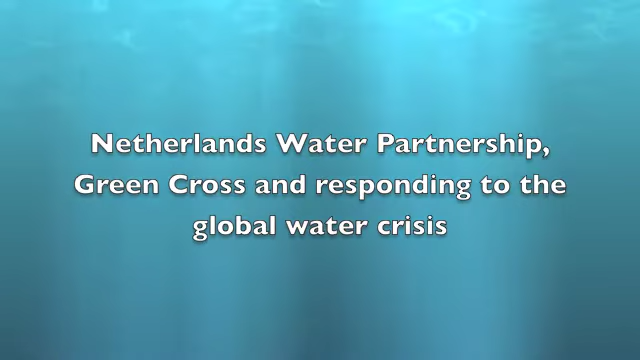 Netherlands Water Partnership,
Green Cross and responding to the
global water crisis